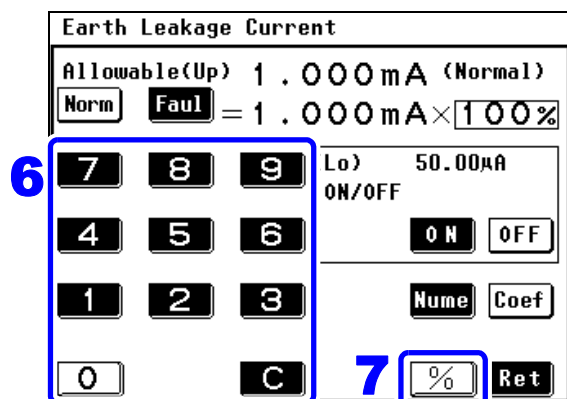 Earth Leakage Current
Allowable(Up) 1.000mA (Normal)
Norm Faul =1.000mA×100%
6
7 8 9 Lo) 50.00µA
ON/OFF
4 5 6 ON OFF
1 2 3 Nume Coef
0 C 7 % Ret